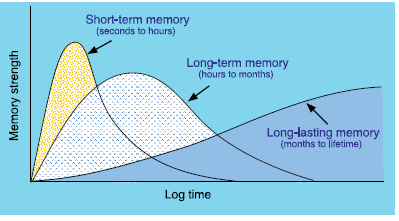 Short-term memory
(seconds to hours)
Long-term memory
(hours to months)
Long-lasting memory
(months to lifetime)
Memory strength
Log time